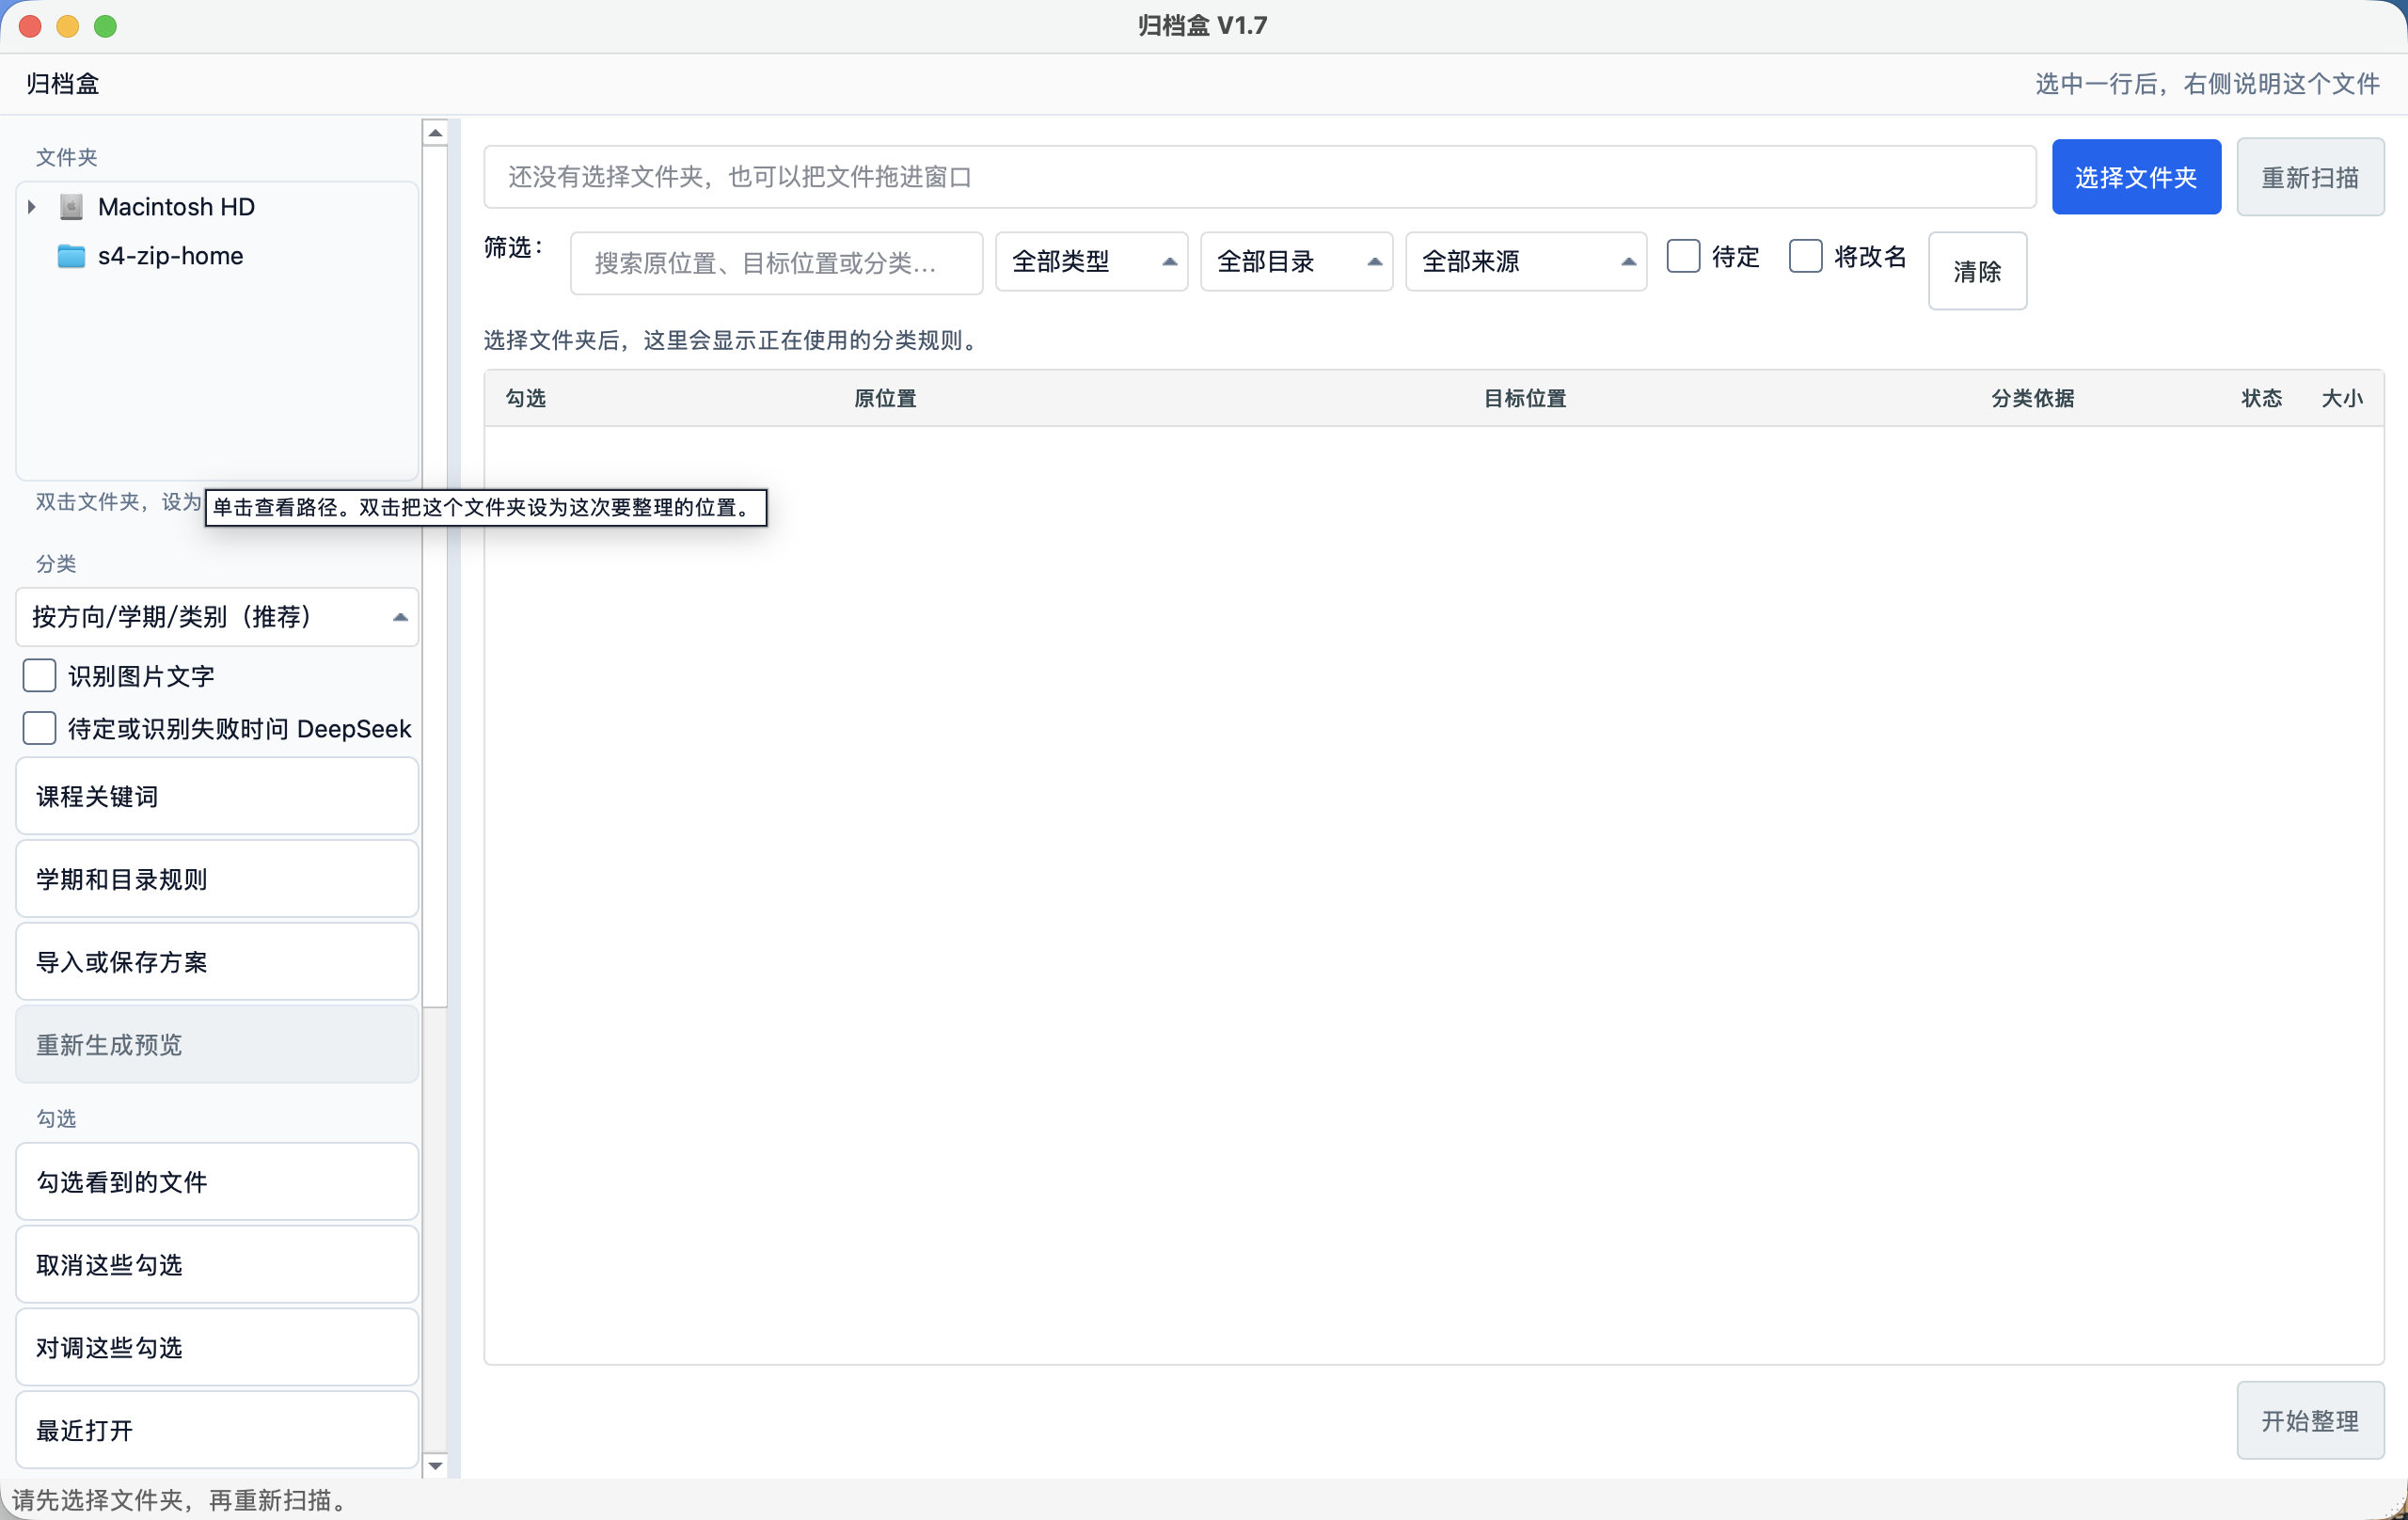 归档盒 V1.7
归档盒
选中一行后，右侧说明这个文件
文件夹
Macintosh HD
s4-zip-home
双击文件夹，设为
单击查看路径。双击把这个文件夹设为这次要整理的位置。
分类
按方向/学期/类别（推荐）
识别图片文字
待定或识别失败时问 DeepSeek
课程关键词
学期和目录规则
导入或保存方案
重新生成预览
勾选
勾选看到的文件
取消这些勾选
对调这些勾选
最近打开
还没有选择文件夹，也可以把文件拖进窗口
选择文件夹
重新扫描
筛选：
搜索原位置、目标位置或分类...
全部类型
全部目录
全部来源
待定
将改名
清除
选择文件夹后，这里会显示正在使用的分类规则。
勾选 原位置 目标位置 分类依据 状态 大小
开始整理
请先选择文件夹，再重新扫描。